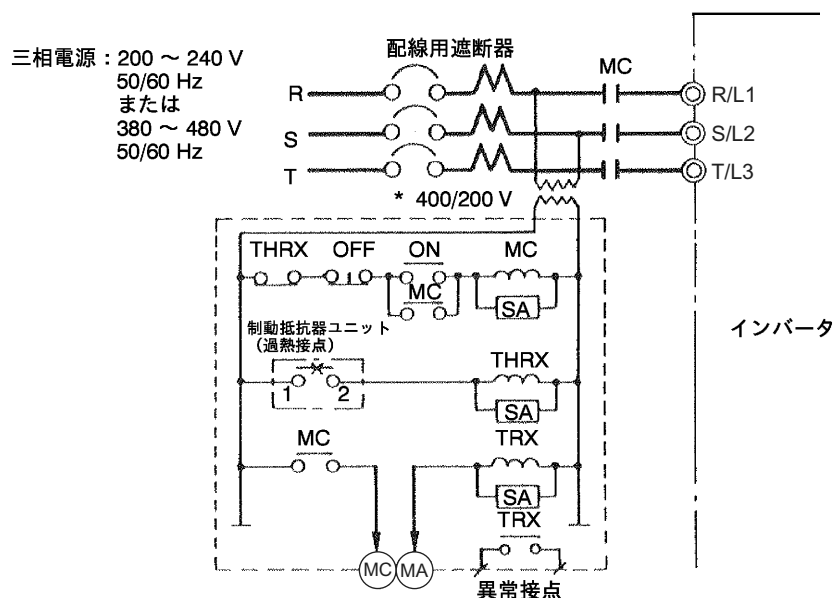 三相電源：200 ～ 240 V
50/60 Hz
または
380 ～ 480 V
50/60 Hz
配線用遮断器
MC
R
R/L1
S
S/L2
T
T/L3
* 400/200 V
THRX
OFF
ON
MC
MC
SA
インバータ
制動抵抗器ユニット
（過熱接点）
THRX
1
2
SA
MC
TRX
SA
TRX
MC
MA
異常接点